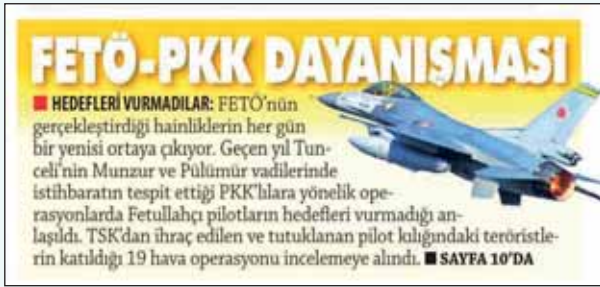 FETÖ-PKK DAYANIŞMASI
■ HEDEFLERİ VURMADILAR: FETÖ'nün
gerçekleştirdiği hainliklerin her gün
bir yenisi ortaya çıkıyor. Geçen yıl Tun-
celi'nin Munzur ve Pülümür vadilerinde
istihbaratın tespit ettiği PKK'lılara yönelik ope-
rasyonlarda Fetullahçı pilotların hedefleri vurmadığı an-
laşıldı. TSK'dan ihraç edilen ve tutuklanan pilot kılığındaki teröristle-
rin katıldığı 19 hava operasyonu incelemeye alındı. ■ SAYFA 10'DA